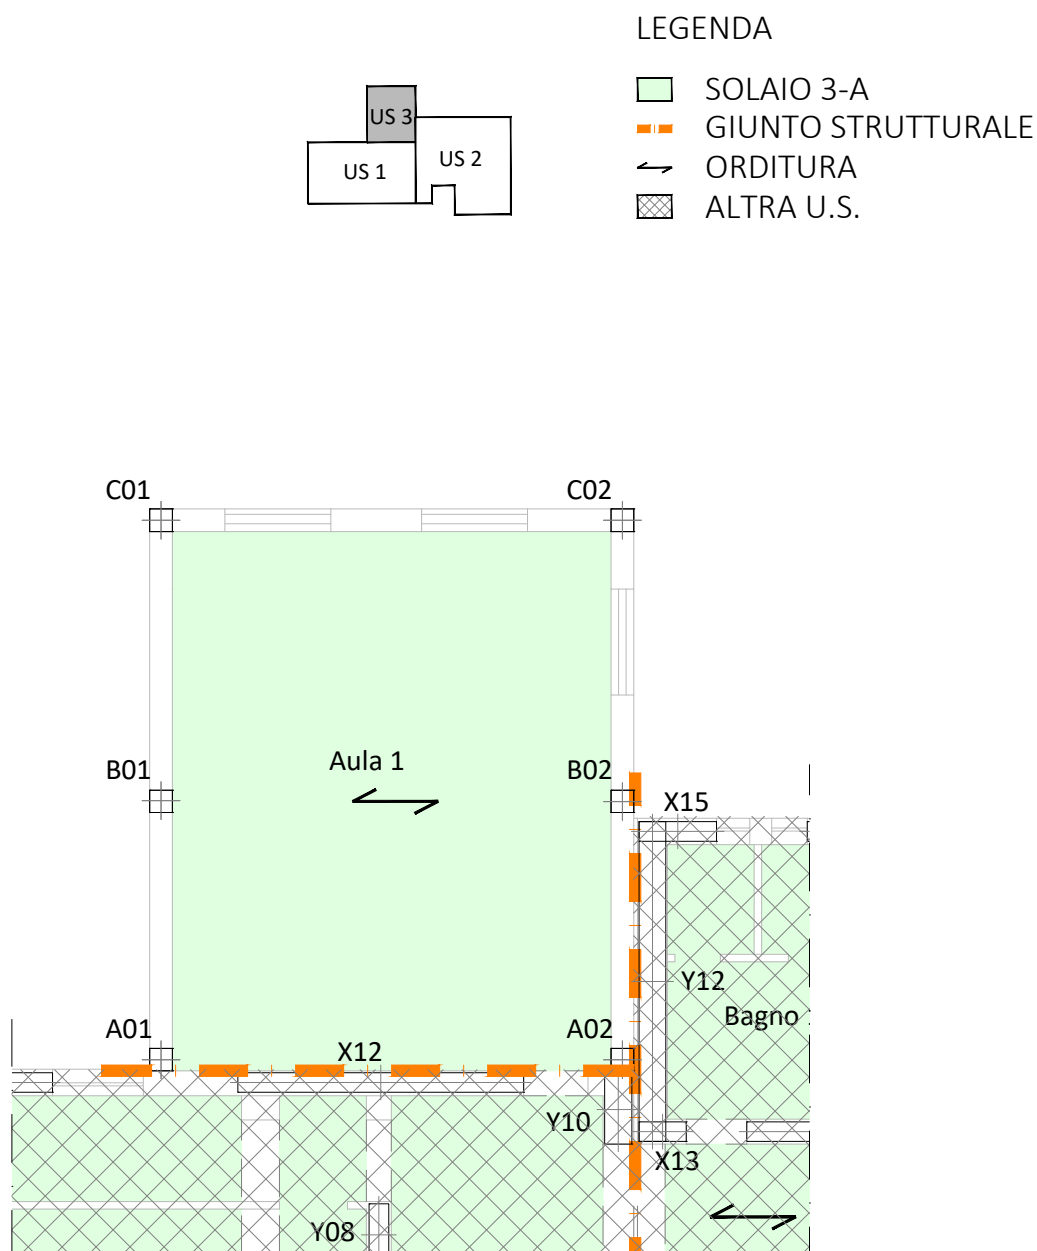 LEGENDA
SOLAIO 3-A
GIUNTO STRUTTURALE
ORDITURA
ALTRA U.S.
US 3
US 2
US 1
C01
C02
Aula 1
B01
B02
X15
Y12
Bagno
A01
A02
X12
Y10
X13
Y08